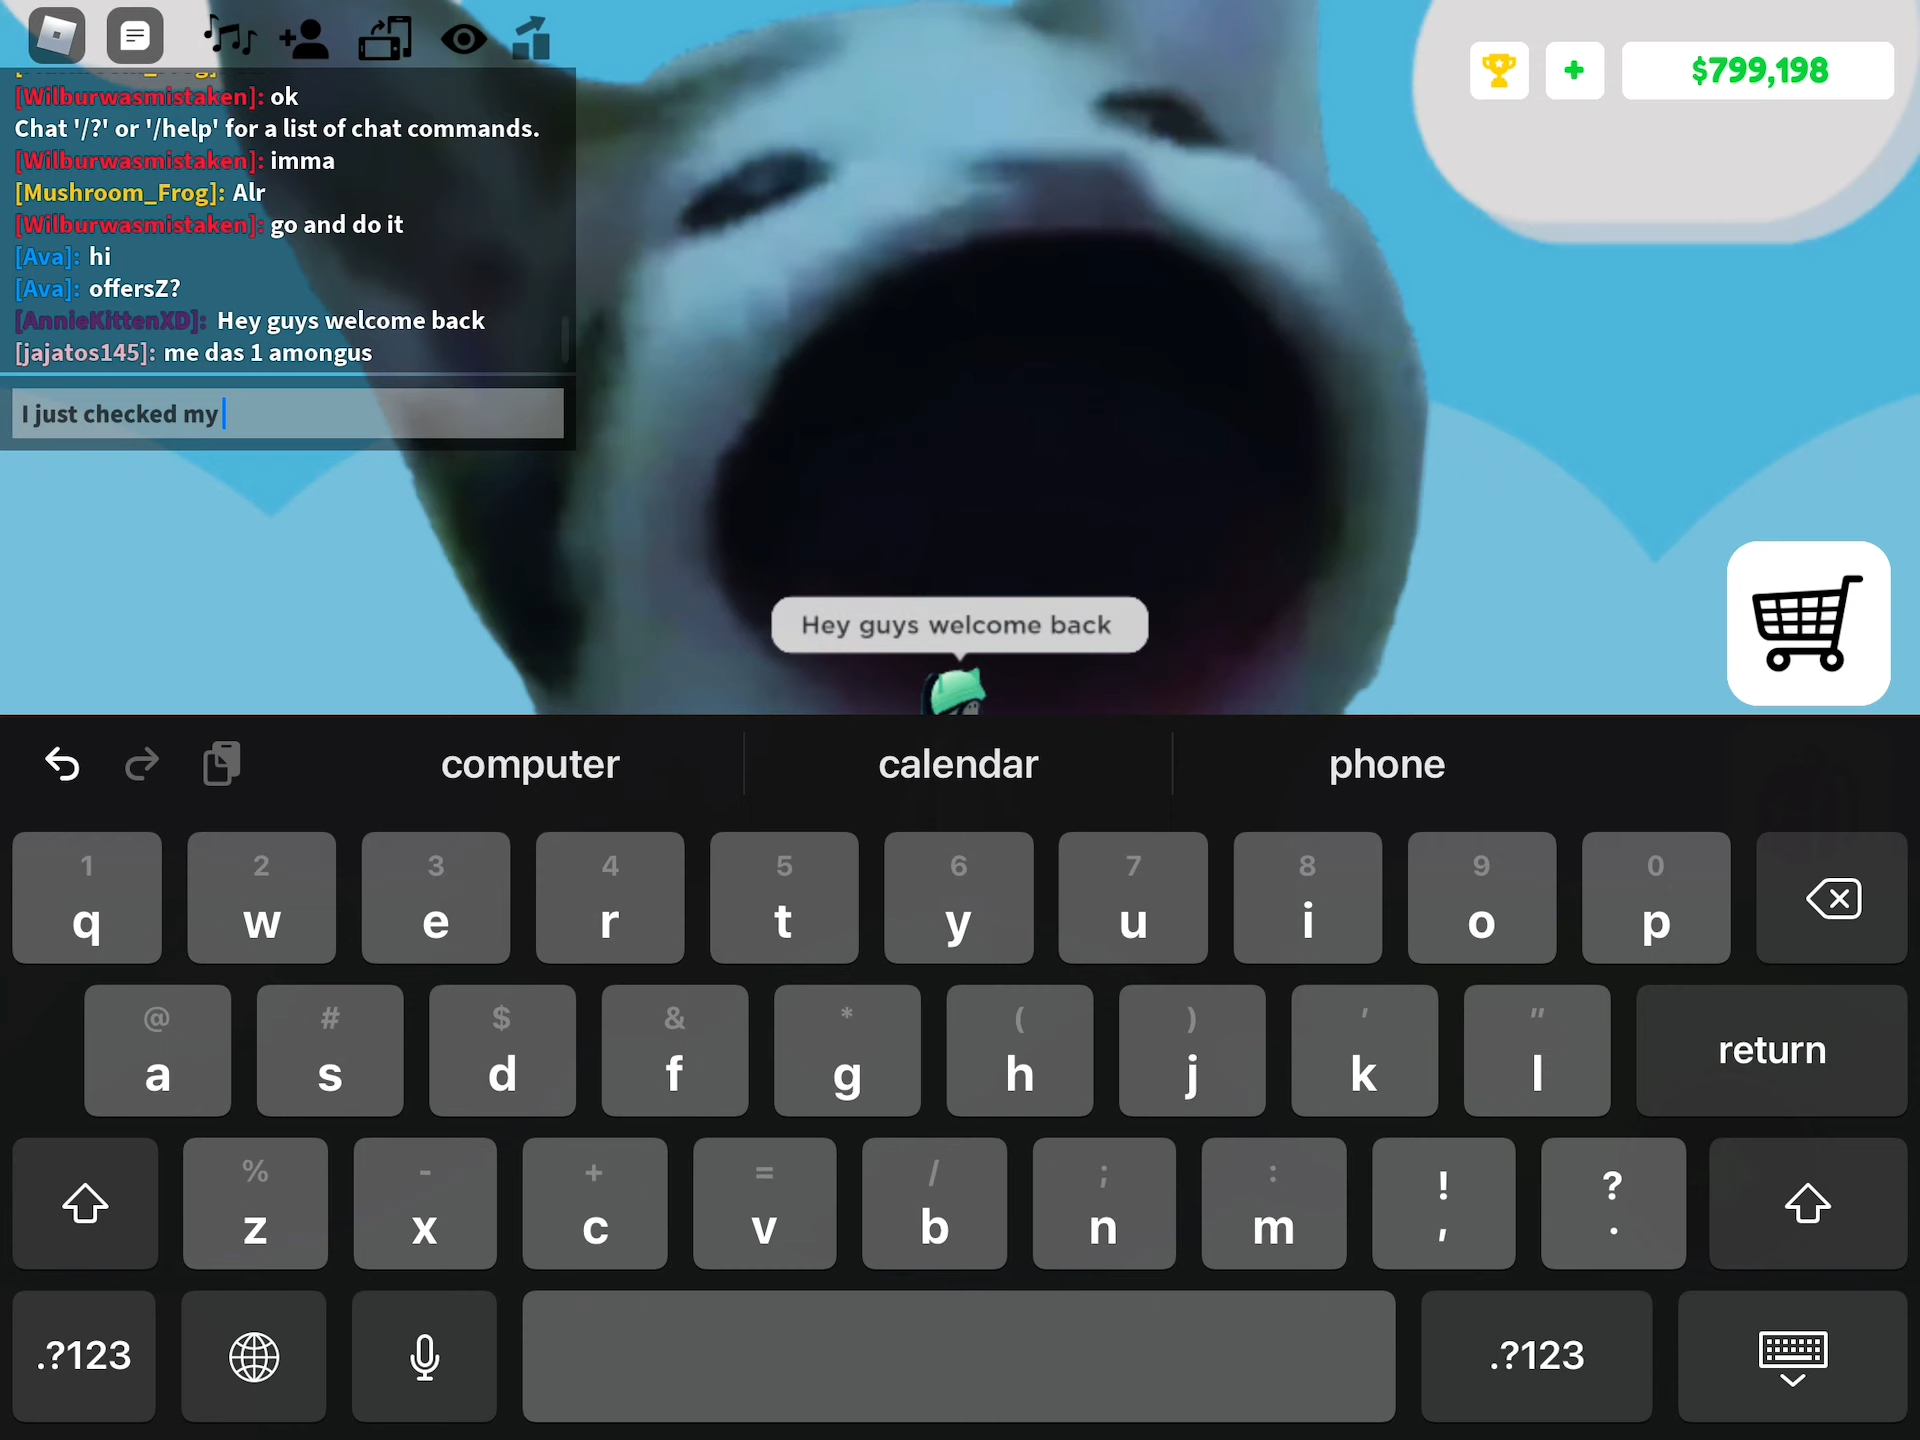 [Wilburwasmistaken]: ok
Chat '/?' or '/help' for a list of chat commands.
[Wilburwasmistaken]: imma
[Mushroom_Frog]: Alr
[Wilburwasmistaken]: go and do it
[Ava]: hi
[Ava]: offersZ?
[AnnieKittenXD]: Hey guys welcome back
[jajatos145]: me das 1 amongus
I just checked my
$799,198
+
Hey guys welcome back
computer calendar phone
1 2 3 4 5 6 7 8 9 0
q w e r t y u i o p
@ # $ & * ( ) ' "
a s d f g h j k l return
% - + = / ; : ! ?
z x c v b n m , .
.?123 .?123